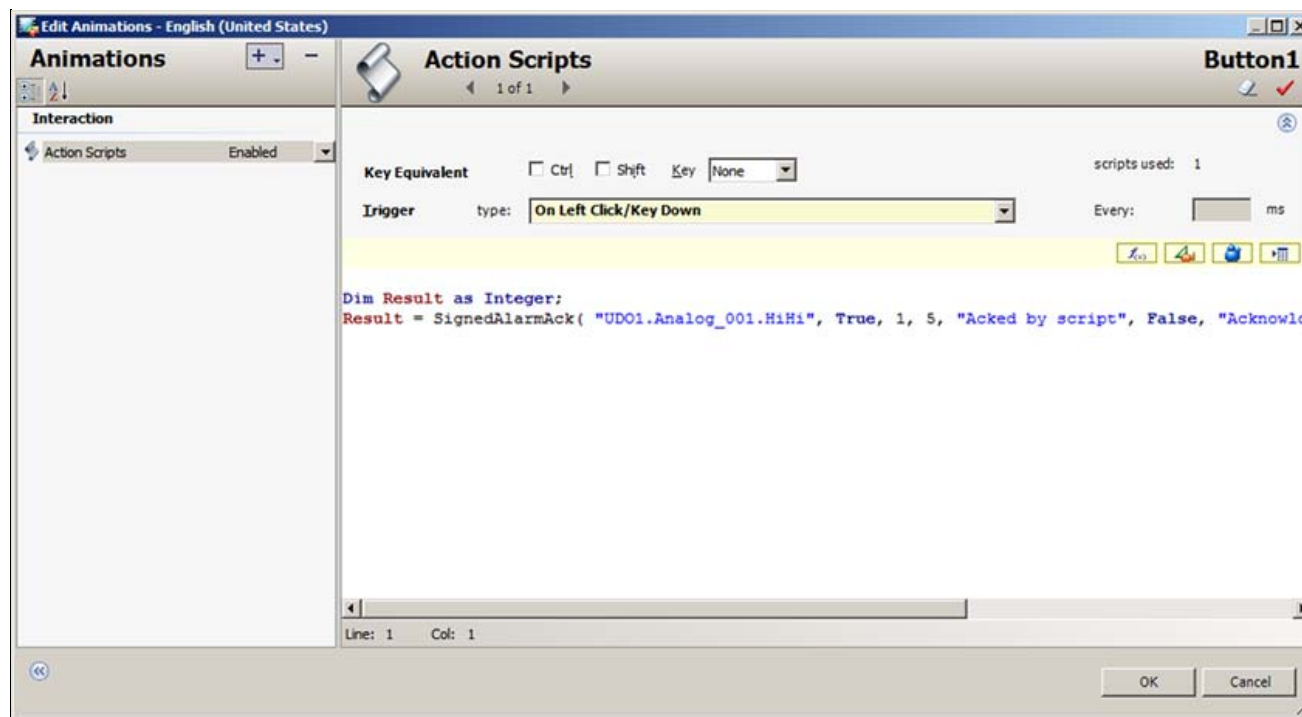 Edit Animations - English (United States)
Animations
Action Scripts
Button1
1 of 1
Interaction
Action Scripts Enabled
Key Equivalent Ctrl Shift Key None scripts used: 1
Trigger type: On Left Click/Key Down Every: ms
Dim Result as Integer;
Result = SignedAlarmAck( "UDO1.Analog_001.HiHi", True, 1, 5, "Acked by script", False, "Acknowl
Line: 1 Col: 1
OK Cancel